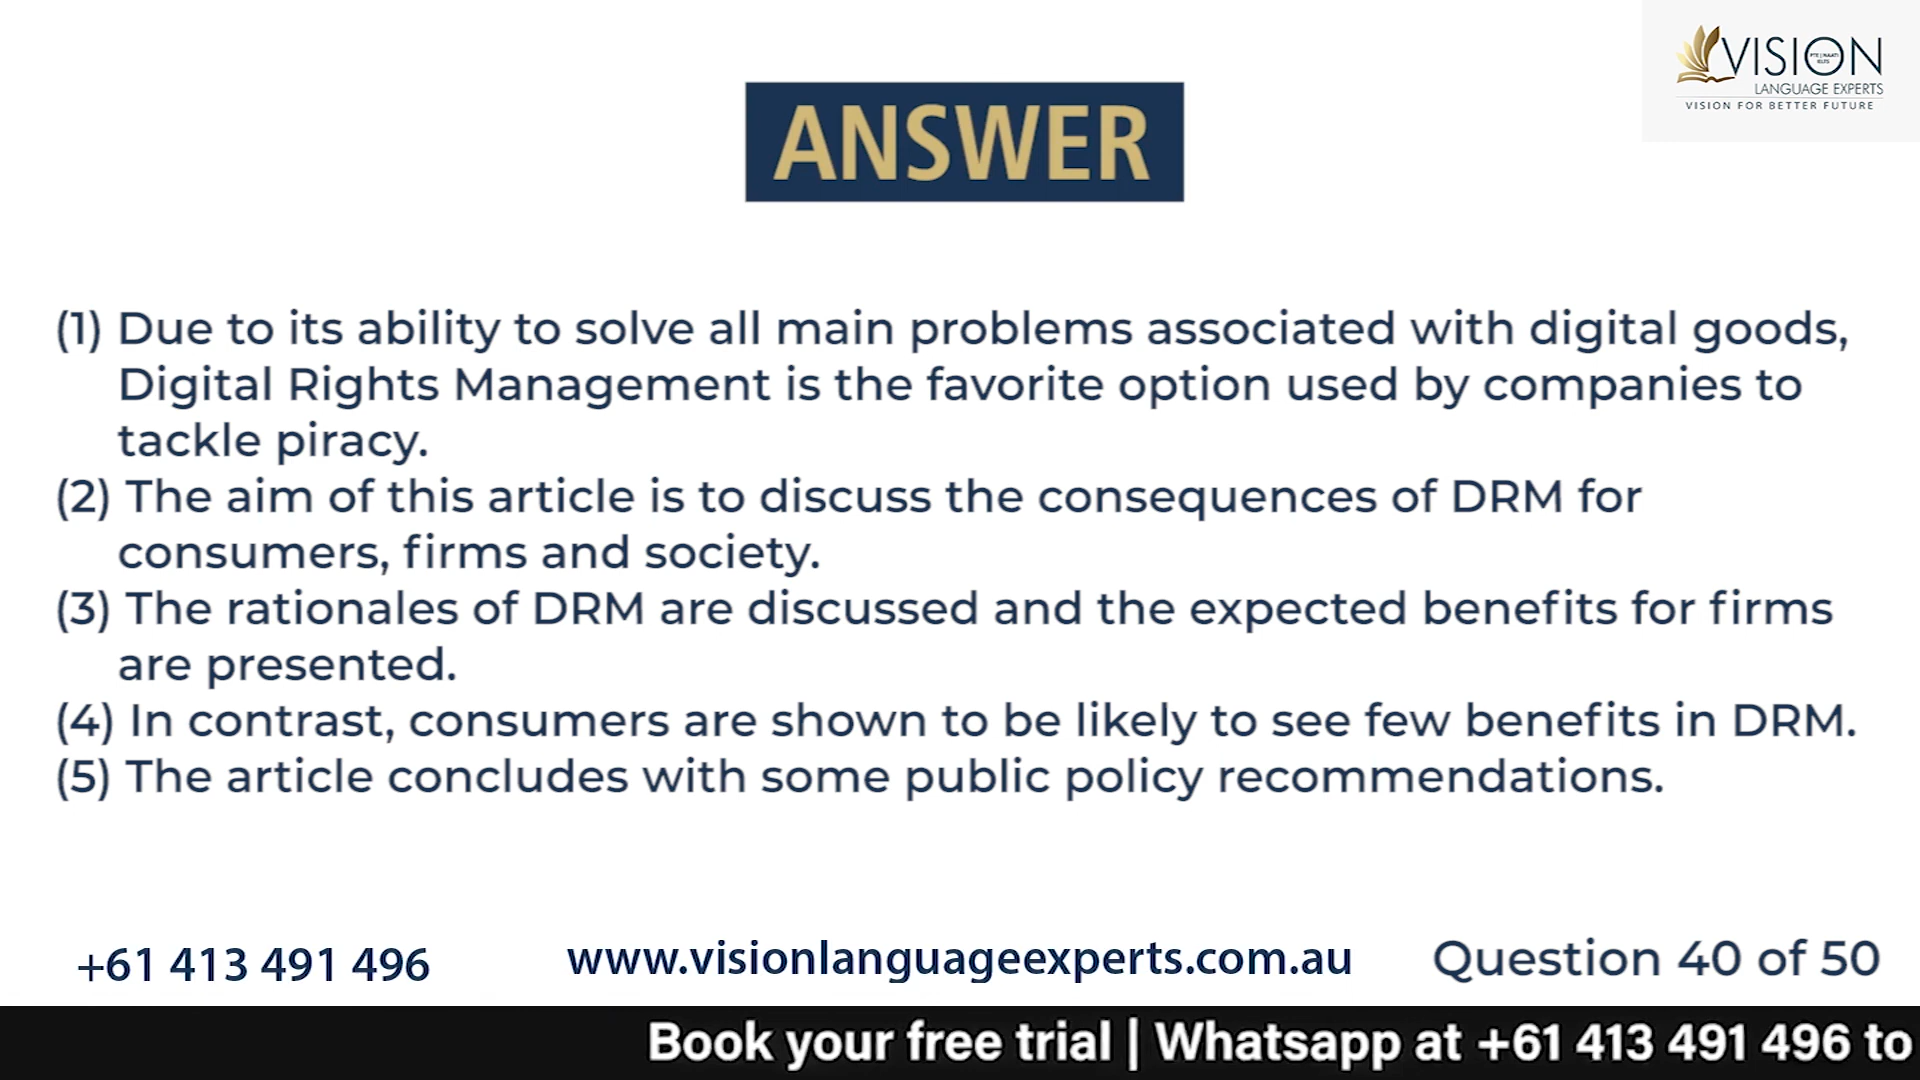 VISION
LANGUAGE EXPERTS
VISION FOR BETTER FUTURE
ANSWER
(1) Due to its ability to solve all main problems associated with digital goods,
Digital Rights Management is the favorite option used by companies to
tackle piracy.
(2) The aim of this article is to discuss the consequences of DRM for
consumers, firms and society.
(3) The rationales of DRM are discussed and the expected benefits for firms
are presented.
(4) In contrast, consumers are shown to be likely to see few benefits in DRM.
(5) The article concludes with some public policy recommendations.
+61 413 491 496
www.visionlanguageexperts.com.au
Question 40 of 50
Book your free trial | Whatsapp at +61 413 491 496 to